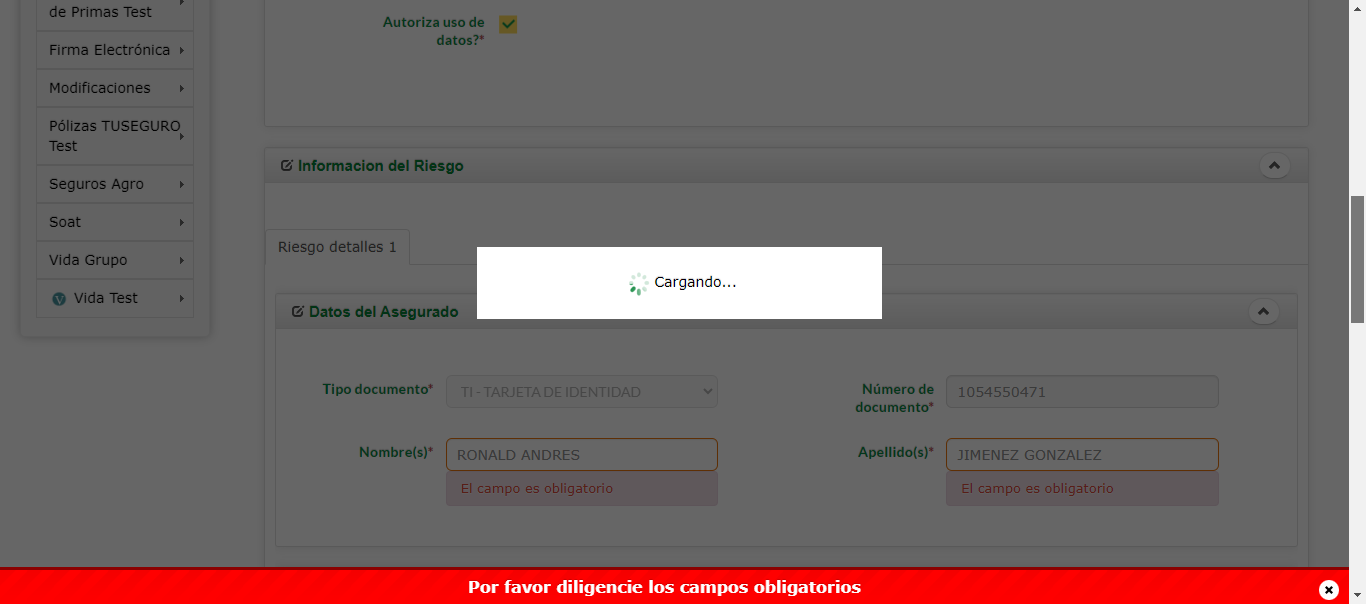 de Primas Test
Firma Electrónica
Modificaciones
Pólizas TUSEGURO
Test
Seguros Agro
Soat
Vida Grupo
V Vida Test
Autoriza uso de
datos?*
Informacion del Riesgo
Riesgo detalles 1
Cargando...
Datos del Asegurado
Tipo documento* TI - TARJETA DE IDENTIDAD
Número de
documento* 1054550471
Nombre(s)* RONALD ANDRES
El campo es obligatorio
Apellido(s)* JIMENEZ GONZALEZ
El campo es obligatorio
Por favor diligencie los campos obligatorios